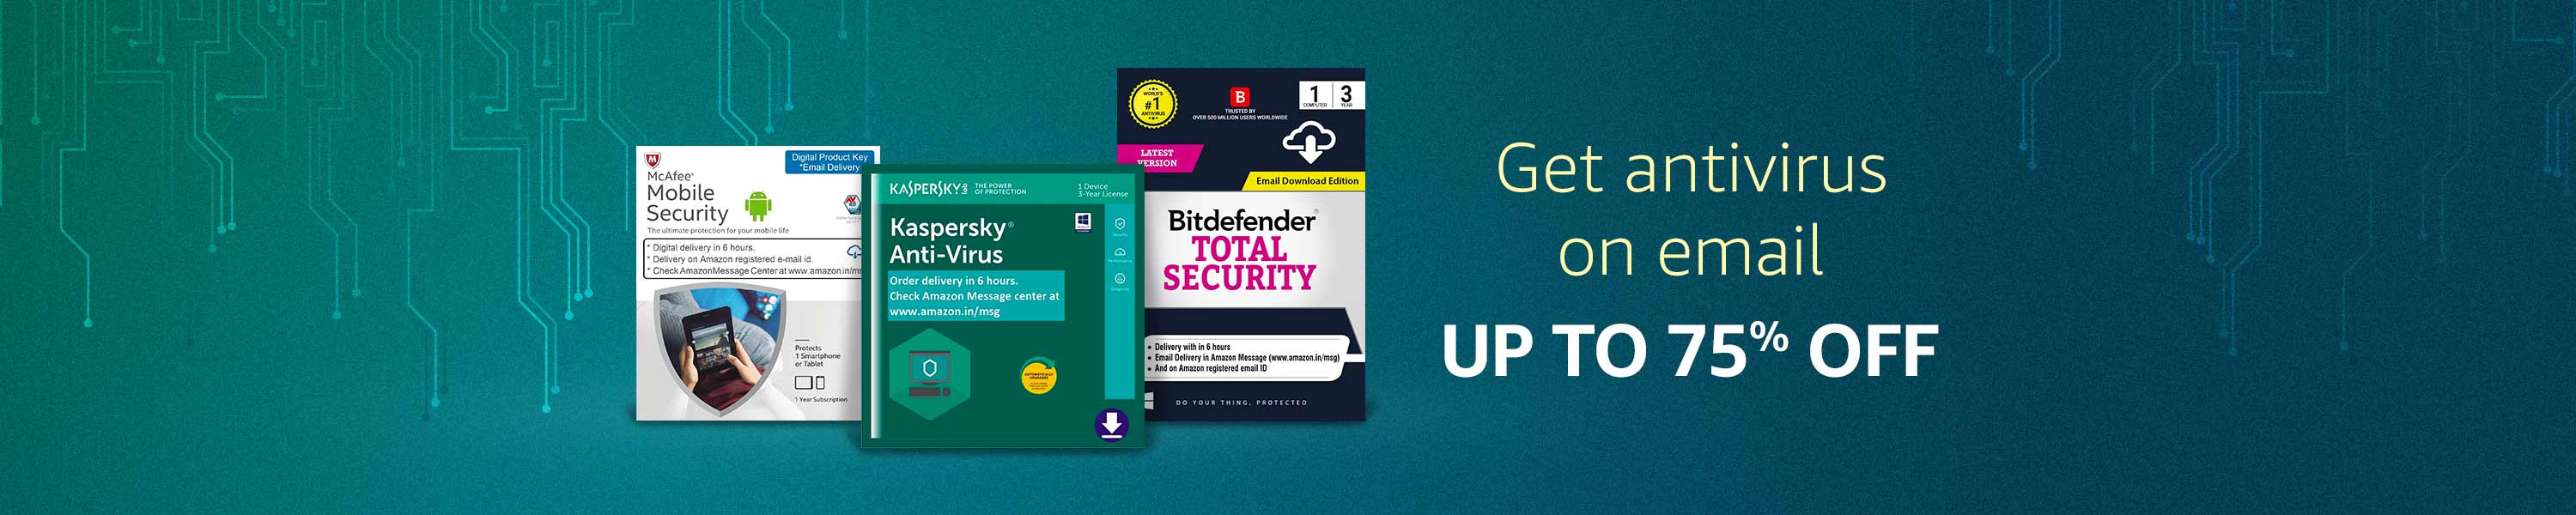 McAfee®
Mobile
Security
The ultimate protection for your mobile life
Digital Product Key
*Email Delivery
* Digital delivery in 6 hours.
* Delivery on Amazon registered e-mail id.
* Check AmazonMessage Center at www.amazon.in/ms
Protects
1 Smartphone
or Tablet
1 Year Subscription
KASPERSKY LAB
THE POWER
OF PROTECTION
1 Device
3-Year License
Kaspersky®
Anti-Virus
Order delivery in 6 hours.
Check Amazon Message center at
www.amazon.in/msg
AUTOMATICALLY
UPGRADES
WORLD'S
#1
ANTIVIRUS
B
TRUSTED BY
OVER 500 MILLION USERS WORLDWIDE
1 3
COMPUTER YEAR
LATEST
VERSION
Email Download Edition
Bitdefender®
TOTAL
SECURITY
• Delivery with in 6 hours
• Email Delivery in Amazon Message (www.amazon.in/msg)
• And on Amazon registered email ID
DO YOUR THING, PROTECTED
Get antivirus
on email
UP TO 75% OFF